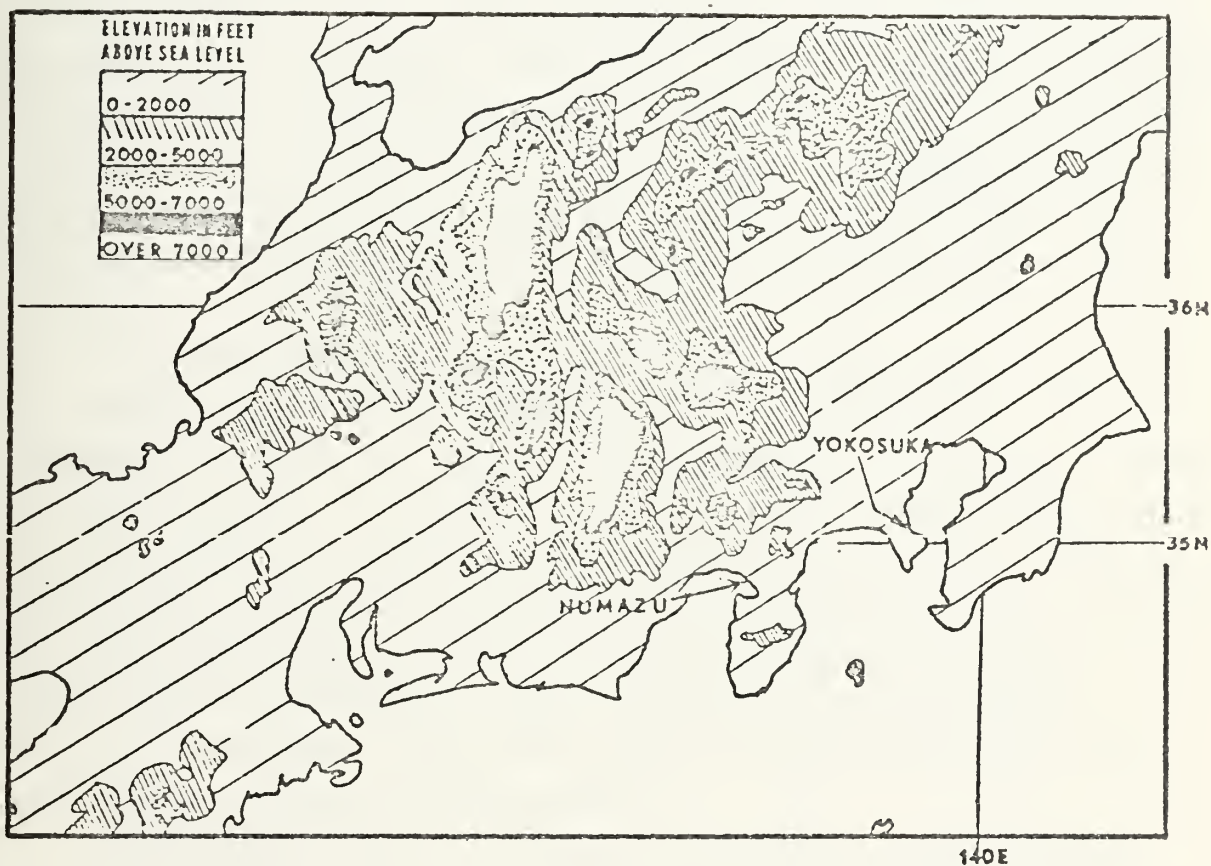 ELEVATION IN FEET
ABOVE SEA LEVEL
0-2000
2000-5000
5000-7000
OVER 7000
36N
YOKOSUKA
35N
NUMAZU
140E